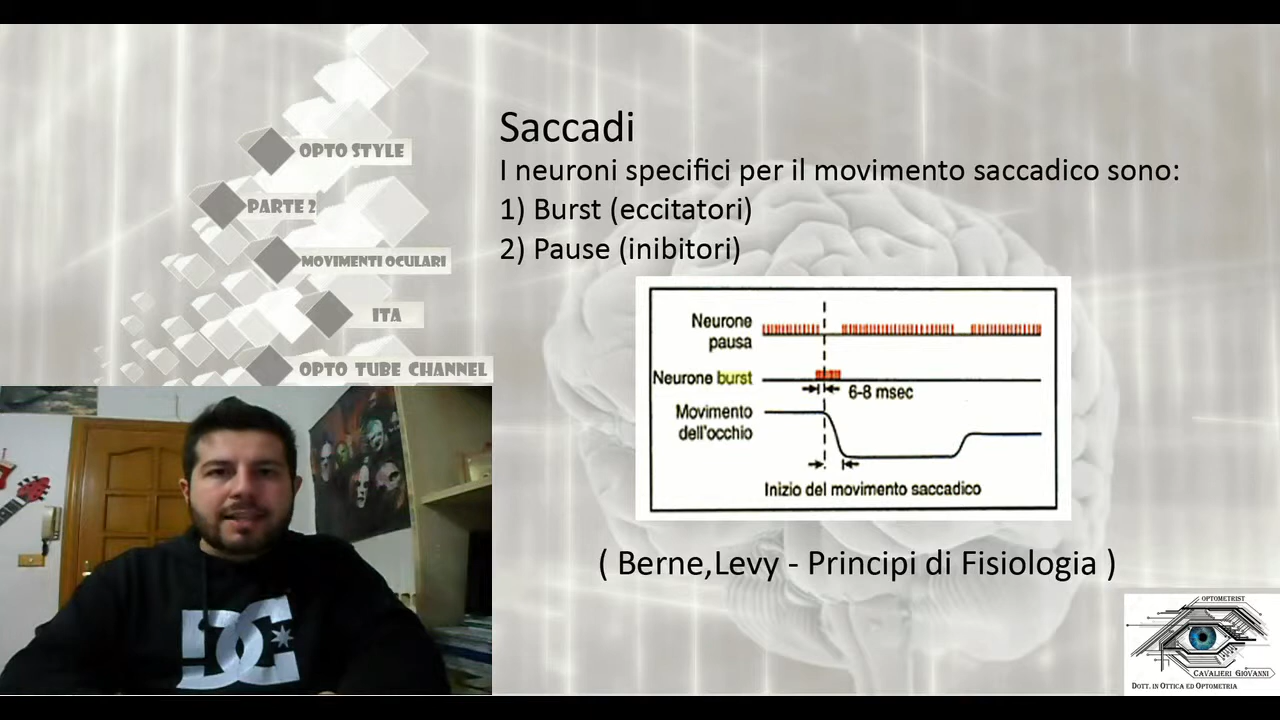 OPTO STYLE
PARTE 2
MOVIMENTI OCULARI
ITA
OPTO TUBE CHANNEL
Saccadi
I neuroni specifici per il movimento saccadico sono:
1) Burst (eccitatori)
2) Pause (inibitori)
Neurone
pausa
Neurone burst
6-8 msec
Movimento
dell'occhio
Inizio del movimento saccadico
( Berne,Levy - Principi di Fisiologia )
DC
OPTOMETRIST
CAVALIERI GIOVANNI
DOTT. IN OTTICA ED OPTOMETRIA